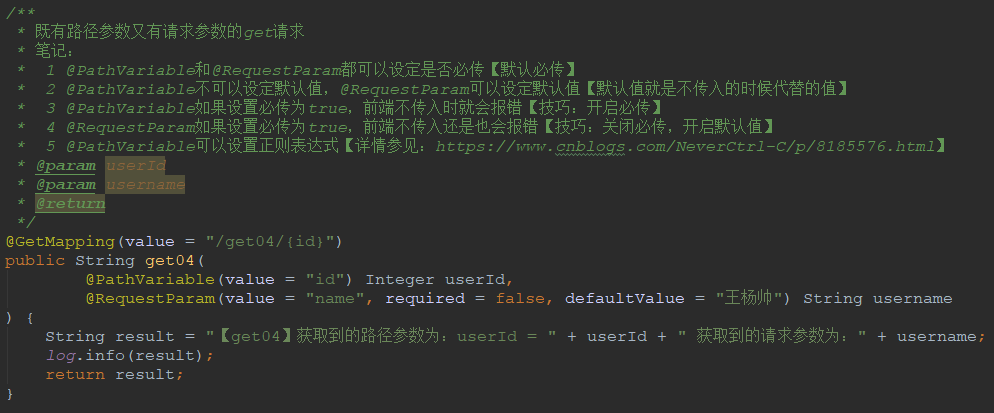 /**
 * 既有路径参数又有请求参数的get请求
 * 笔记:
 *  1 @PathVariable和@RequestParam都可以设定是否必传【默认必传】
 *  2 @PathVariable不可以设定默认值, @RequestParam可以设定默认值【默认值就是不传入的时候代替的值】
 *  3 @PathVariable如果设置必传为true, 前端不传入时就会报错【技巧: 开启必传】
 *  4 @RequestParam如果设置必传为true, 前端不传入还是也会报错【技巧: 关闭必传, 开启默认值】
 *  5 @PathVariable可以设置正则表达式【详情参见: https://www.cnblogs.com/NeverCtrl-C/p/8185576.html】
 * @param userId
 * @param username
 * @return
 */
@GetMapping(value = "/get04/{id}")
public String get04(
        @PathVariable(value = "id") Integer userId,
        @RequestParam(value = "name", required = false, defaultValue = "王杨帅") String username
) {
    String result = "【get04】获取到的路径参数为: userId = " + userId + " 获取到的请求参数为: " + username;
    log.info(result);
    return result;
}